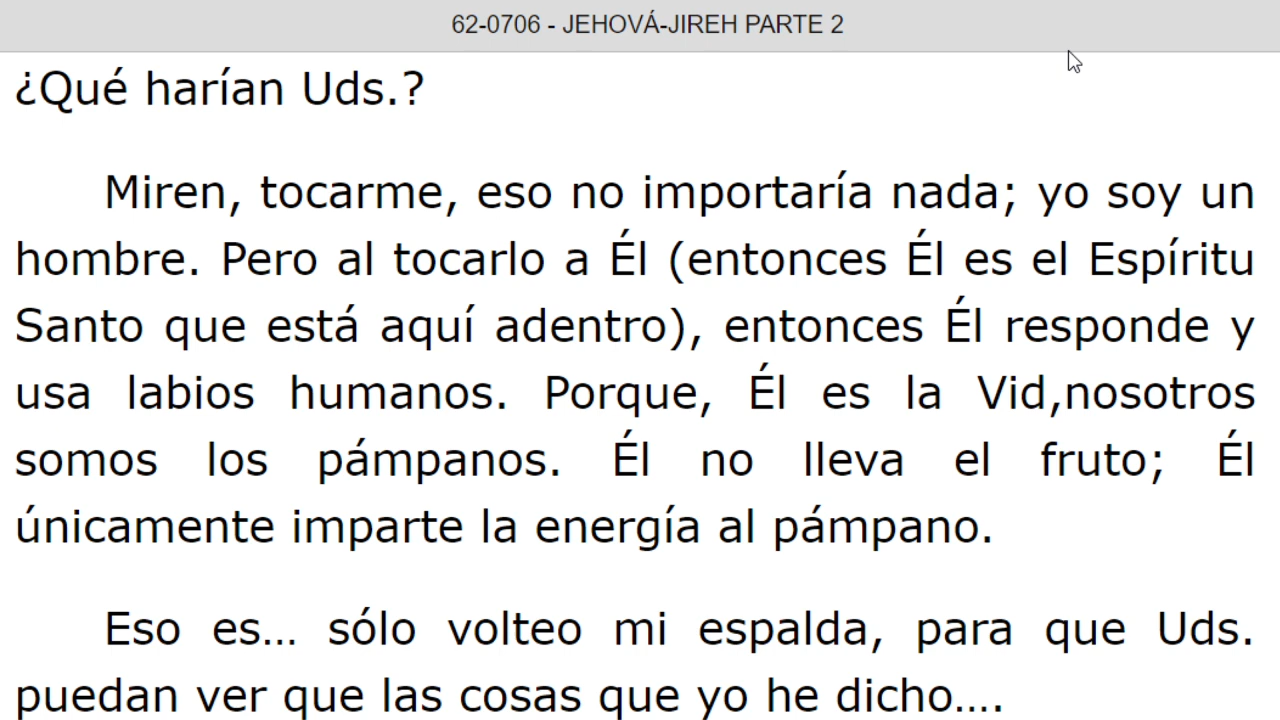 62-0706 - JEHOVÁ-JIREH PARTE 2
¿Qué harían Uds.?
Miren, tocarme, eso no importaría nada; yo soy un
hombre. Pero al tocarlo a Él (entonces Él es el Espíritu
Santo que está aquí adentro), entonces Él responde y
usa labios humanos. Porque, Él es la Vid,nosotros
somos los pámpanos. Él no lleva el fruto; Él
únicamente imparte la energía al pámpano.
Eso es... sólo volteo mi espalda, para que Uds.
puedan ver que las cosas que yo he dicho....